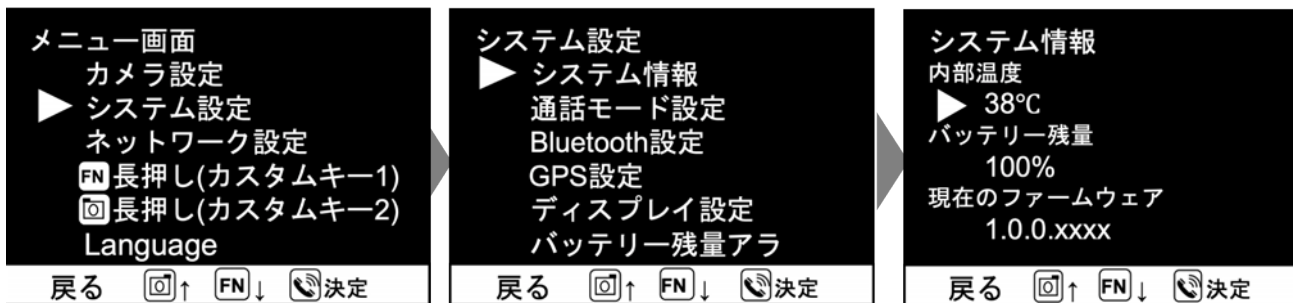 メニュー画面
カメラ設定
システム設定
ネットワーク設定
FN長押し(カスタムキー1)
長押し(カスタムキー2)
Language
戻る ↑ FN↓ 決定
システム設定
システム情報
通話モード設定
Bluetooth設定
GPS設定
ディスプレイ設定
バッテリー残量アラ
戻る ↑ FN↓ 決定
システム情報
内部温度
38℃
バッテリー残量
100%
現在のファームウェア
1.0.0.xxxx
戻る ↑ FN↓ 決定